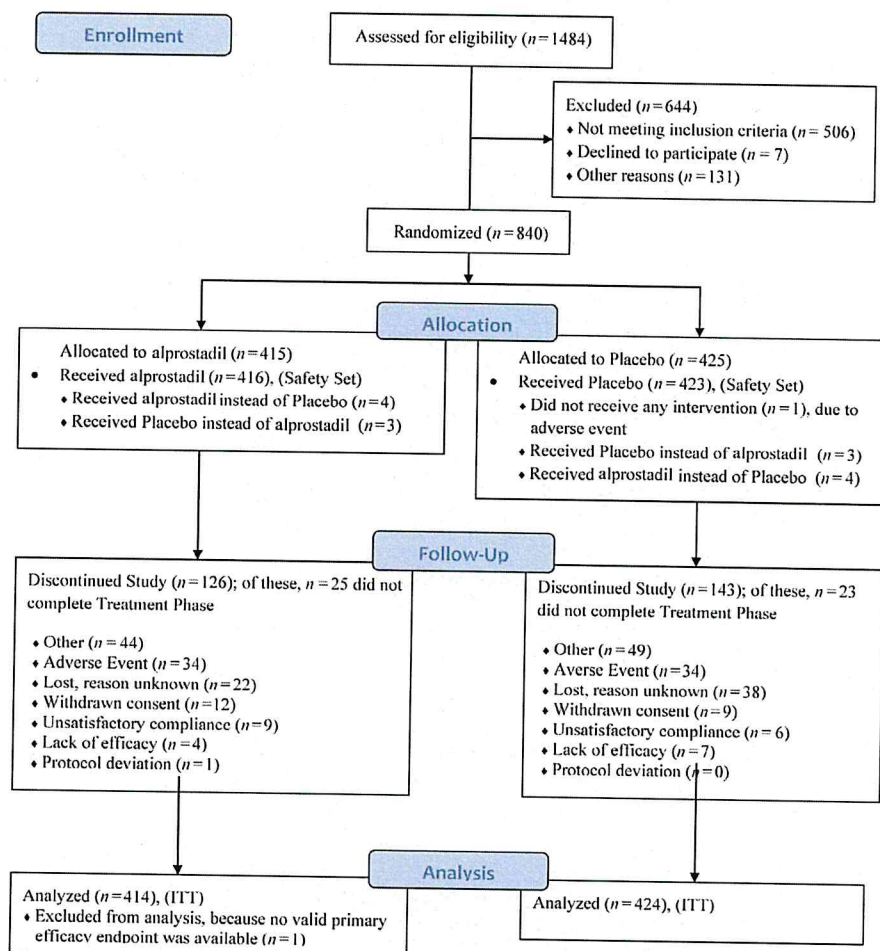 Enrollment
Assessed for eligibility (n=1484)
Excluded (n=644)
♦ Not meeting inclusion criteria (n = 506)
♦ Declined to participate (n = 7)
♦ Other reasons (n=131)
Randomized (n=840)
Allocation
Allocated to alprostadil (n=415)
• Received alprostadil (n=416), (Safety Set)
♦ Received alprostadil instead of Placebo (n=4)
♦ Received Placebo instead of alprostadil (n=3)
Allocated to Placebo (n=425)
• Received Placebo (n=423), (Safety Set)
♦ Did not receive any intervention (n=1), due to
adverse event
♦ Received Placebo instead of alprostadil (n=3)
♦ Received alprostadil instead of Placebo (n=4)
Follow-Up
Discontinued Study (n=126); of these, n=25 did not
complete Treatment Phase
♦ Other (n=44)
♦ Adverse Event (n=34)
♦ Lost, reason unknown (n=22)
♦ Withdrawn consent (n=12)
♦ Unsatisfactory compliance (n=9)
♦ Lack of efficacy (n=4)
♦ Protocol deviation (n=1)
Discontinued Study (n=143); of these, n=23
did not complete Treatment Phase
♦ Other (n=49)
♦ Averse Event (n=34)
♦ Lost, reason unknown (n=38)
♦ Withdrawn consent (n=9)
♦ Unsatisfactory compliance (n=6)
♦ Lack of efficacy (n=7)
♦ Protocol deviation (n=0)
Analysis
Analyzed (n=414), (ITT)
♦ Excluded from analysis, because no valid primary
efficacy endpoint was available (n=1)
Analyzed (n=424), (ITT)